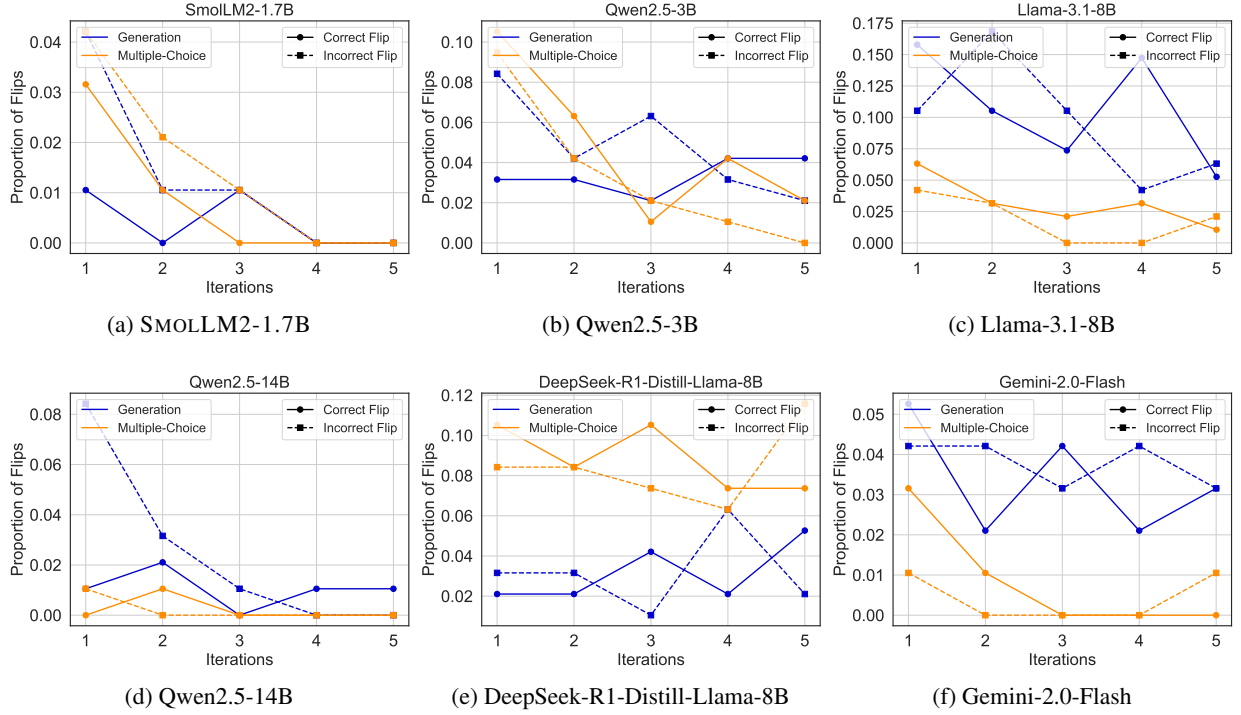 SmolLM2-1.7B
Generation
Multiple-Choice
Correct Flip
Incorrect Flip
Proportion of Flips
0.04
0.03
0.02
0.01
0.00
1 2 3 4 5
Iterations
(a) SMOLLM2-1.7B
Qwen2.5-3B
Generation
Multiple-Choice
Correct Flip
Incorrect Flip
Proportion of Flips
0.10
0.08
0.06
0.04
0.02
0.00
1 2 3 4 5
Iterations
(b) Qwen2.5-3B
Llama-3.1-8B
Generation
Multiple-Choice
Correct Flip
Incorrect Flip
Proportion of Flips
0.175
0.150
0.125
0.100
0.075
0.050
0.025
0.000
1 2 3 4 5
Iterations
(c) Llama-3.1-8B
Qwen2.5-14B
Generation
Multiple-Choice
Correct Flip
Incorrect Flip
Proportion of Flips
0.08
0.06
0.04
0.02
0.00
1 2 3 4 5
Iterations
(d) Qwen2.5-14B
DeepSeek-R1-Distill-Llama-8B
Generation
Multiple-Choice
Correct Flip
Incorrect Flip
Proportion of Flips
0.12
0.10
0.08
0.06
0.04
0.02
1 2 3 4 5
Iterations
(e) DeepSeek-R1-Distill-Llama-8B
Gemini-2.0-Flash
Generation
Multiple-Choice
Correct Flip
Incorrect Flip
Proportion of Flips
0.05
0.04
0.03
0.02
0.01
0.00
1 2 3 4 5
Iterations
(f) Gemini-2.0-Flash